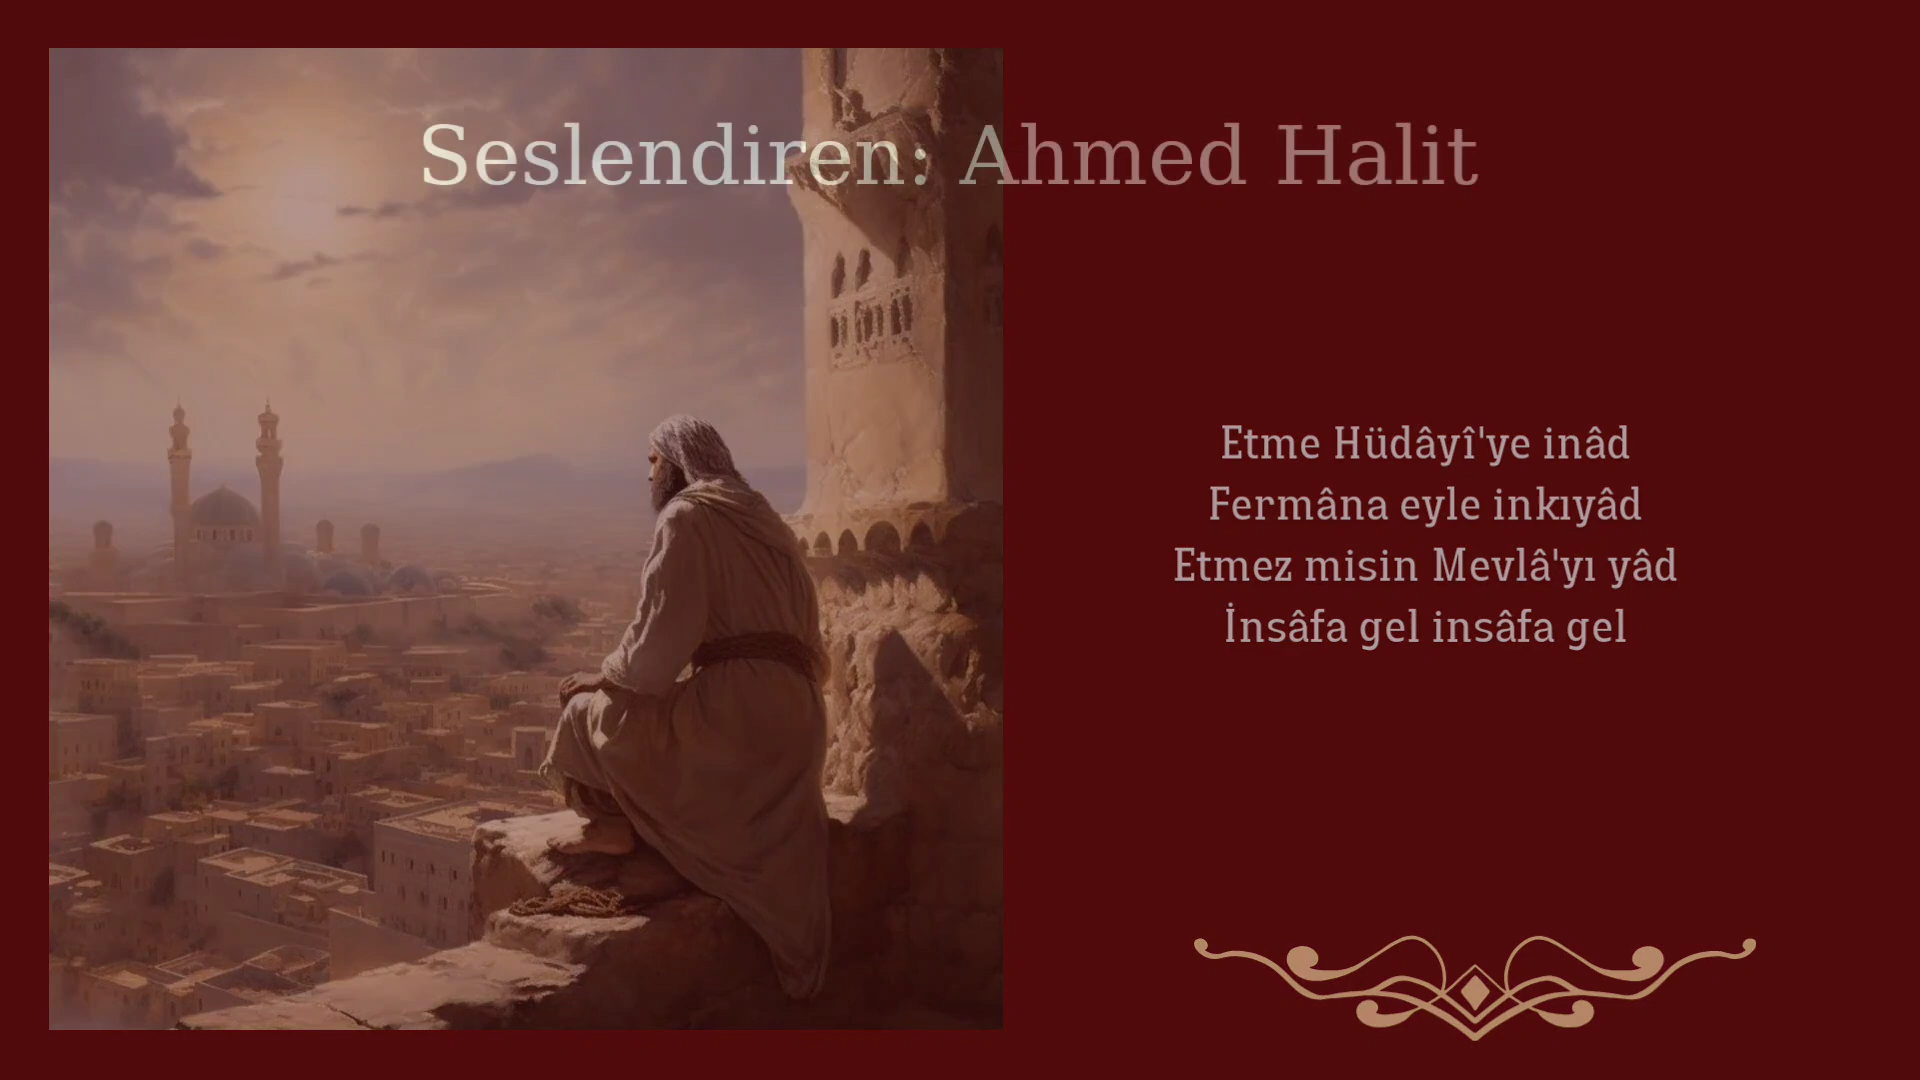 Seslendiren: Ahmed Halit
Etme Hüdâyî'ye inâd
Fermâna eyle inkıyâd
Etmez misin Mevlâ'yı yâd
İnsâfa gel insâfa gel